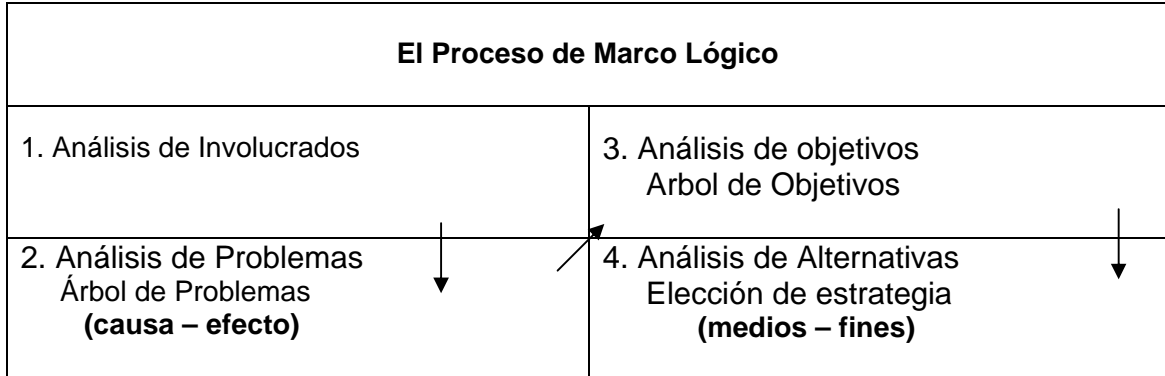 El Proceso de Marco Lógico
1. Análisis de Involucrados
2. Análisis de Problemas
Árbol de Problemas
(causa – efecto)
3. Análisis de objetivos
Arbol de Objetivos
4. Análisis de Alternativas
Elección de estrategia
(medios – fines)